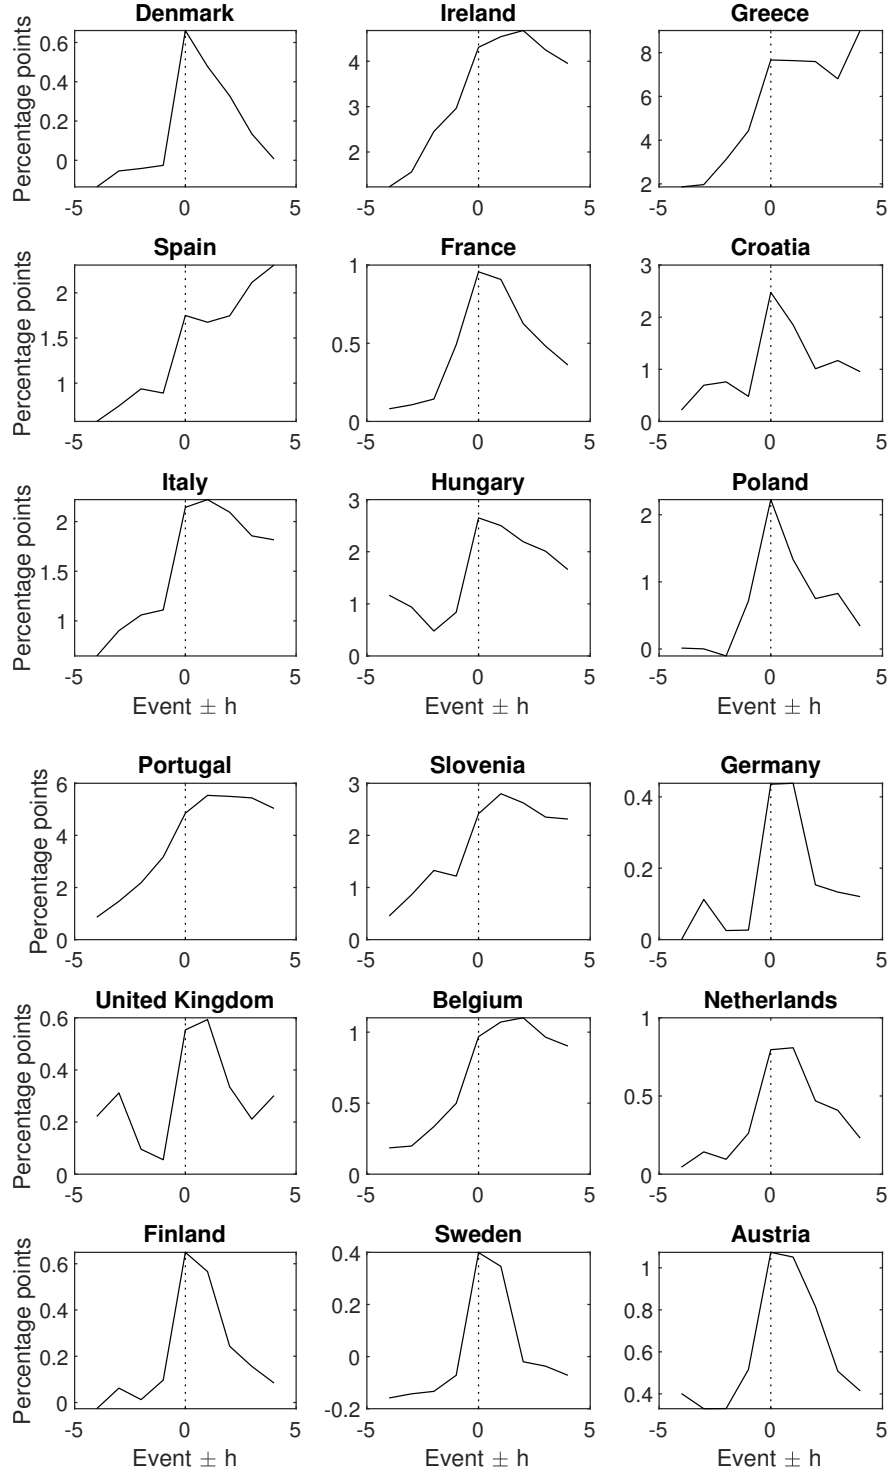 Denmark Ireland Greece
Percentage points
0.6 0.4 0.2 0
4 3 2
8 6 4 2
-5 0 5 -5 0 5 -5 0 5
Spain France Croatia
Percentage points
2 1.5 1
1 0.5 0
3 2 1 0
-5 0 5 -5 0 5 -5 0 5
Italy Hungary Poland
Percentage points
2 1.5 1
3 2 1 0
2 1 0
-5 0 5 -5 0 5 -5 0 5
Event ± h Event ± h Event ± h
Portugal Slovenia Germany
Percentage points
6 4 2 0
3 2 1 0
0.4 0.2 0
-5 0 5 -5 0 5 -5 0 5
United Kingdom Belgium Netherlands
Percentage points
0.6 0.4 0.2 0
1 0.5 0
1 0.5 0
-5 0 5 -5 0 5 -5 0 5
Finland Sweden Austria
Percentage points
0.6 0.4 0.2 0
0.4 0.2 0 -0.2
1 0.8 0.6 0.4
-5 0 5 -5 0 5 -5 0 5
Event ± h Event ± h Event ± h